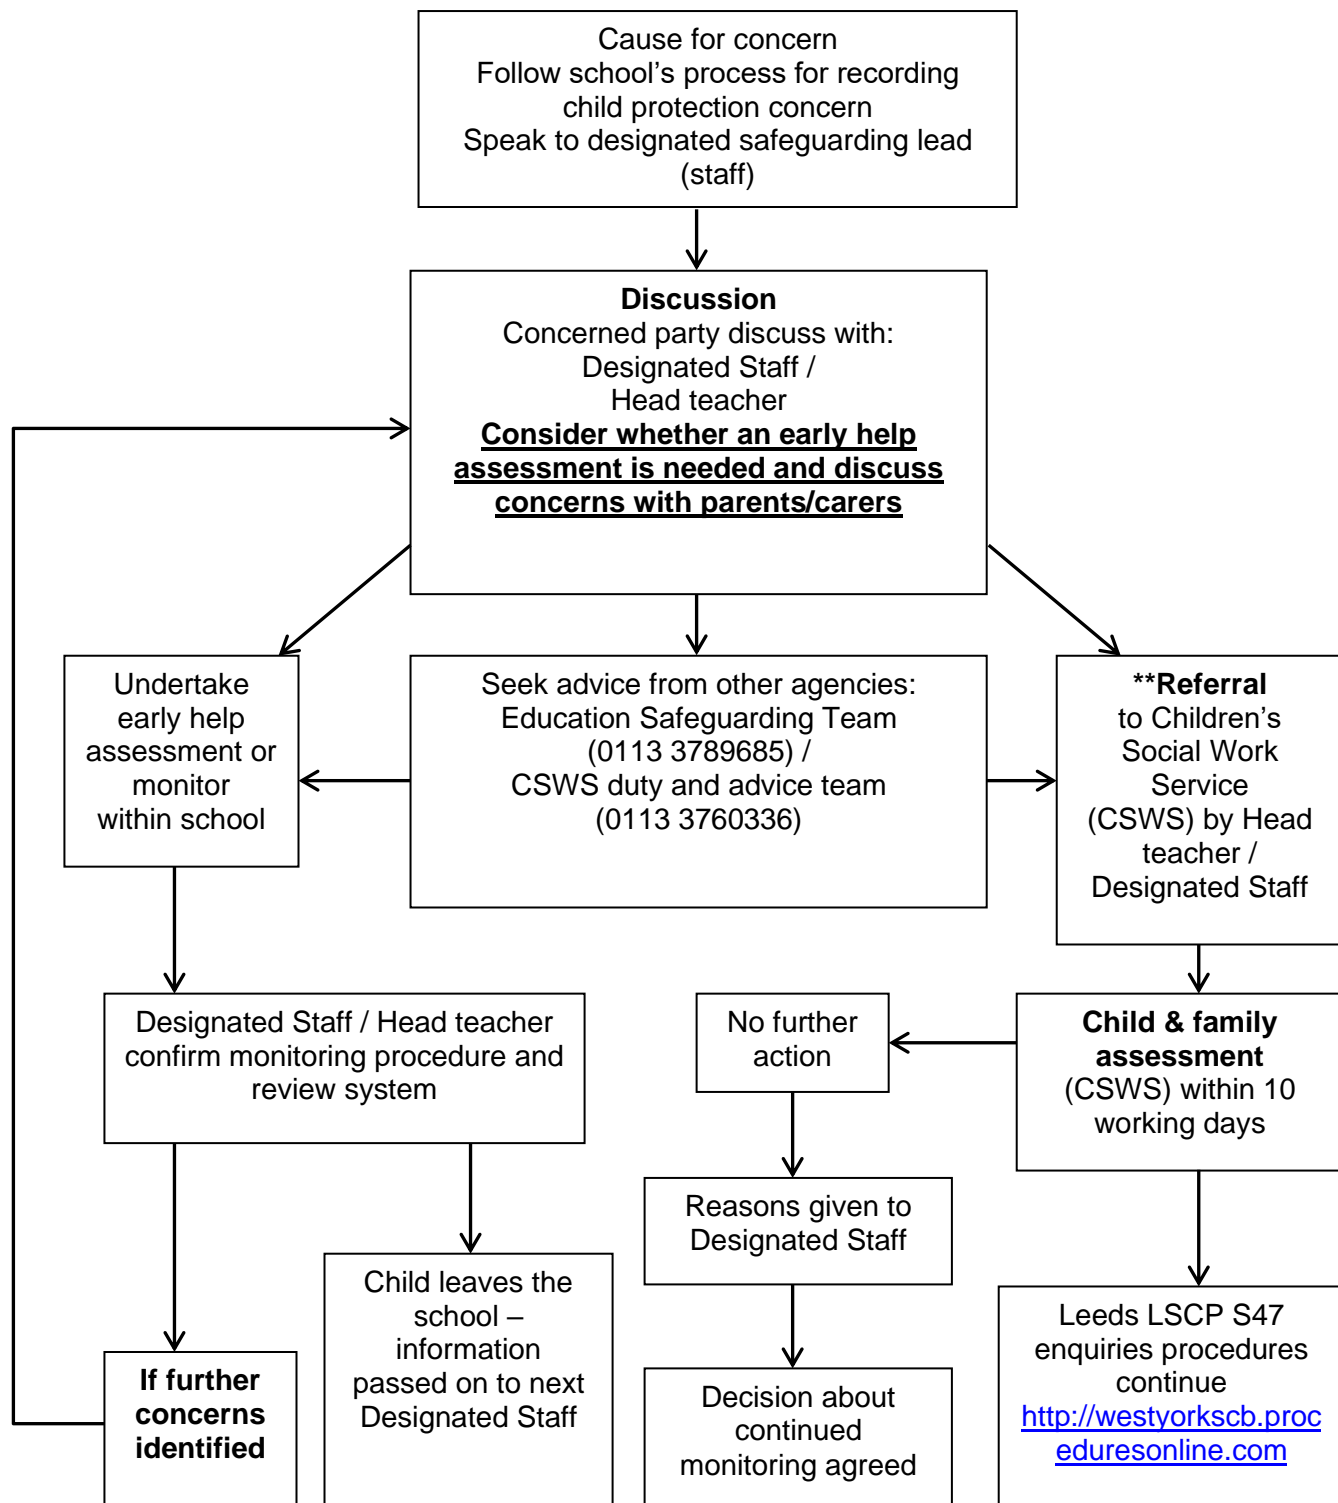 Cause for concern
Follow school’s process for recording
child protection concern
Speak to designated safeguarding lead
(staff)
Discussion
Concerned party discuss with:
Designated Staff /
Head teacher
Consider whether an early help
assessment is needed and discuss
concerns with parents/carers
Undertake
early help
assessment or
monitor
within school
Seek advice from other agencies:
Education Safeguarding Team
(0113 3789685) /
CSWS duty and advice team
(0113 3760336)
**Referral
to Children’s
Social Work
Service
(CSWS) by Head
teacher /
Designated Staff
Designated Staff / Head teacher
confirm monitoring procedure and
review system
No further
action
Child & family
assessment
(CSWS) within 10
working days
Reasons given to
Designated Staff
Child leaves the
school –
information
passed on to next
Designated Staff
If further
concerns
identified
Decision about
continued
monitoring agreed
Leeds LSCP S47
enquiries procedures
continue
http://westyorkscb.proc
eduresonline.com